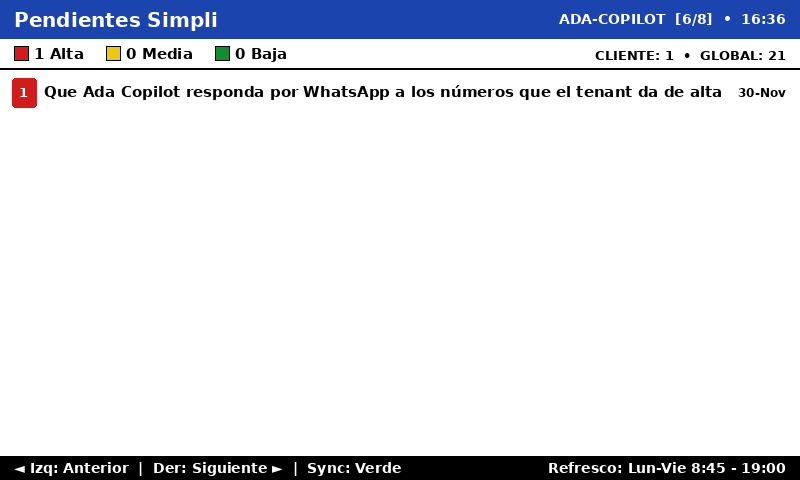 Pendientes Simpli
ADA-COPILOT [6/8] • 16:36
1 Alta 0 Media 0 Baja
CLIENTE: 1 • GLOBAL: 21
1 Que Ada Copilot responda por WhatsApp a los números que el tenant da de alta 30-Nov
◄ Izq: Anterior | Der: Siguiente ► | Sync: Verde
Refresco: Lun-Vie 8:45 - 19:00